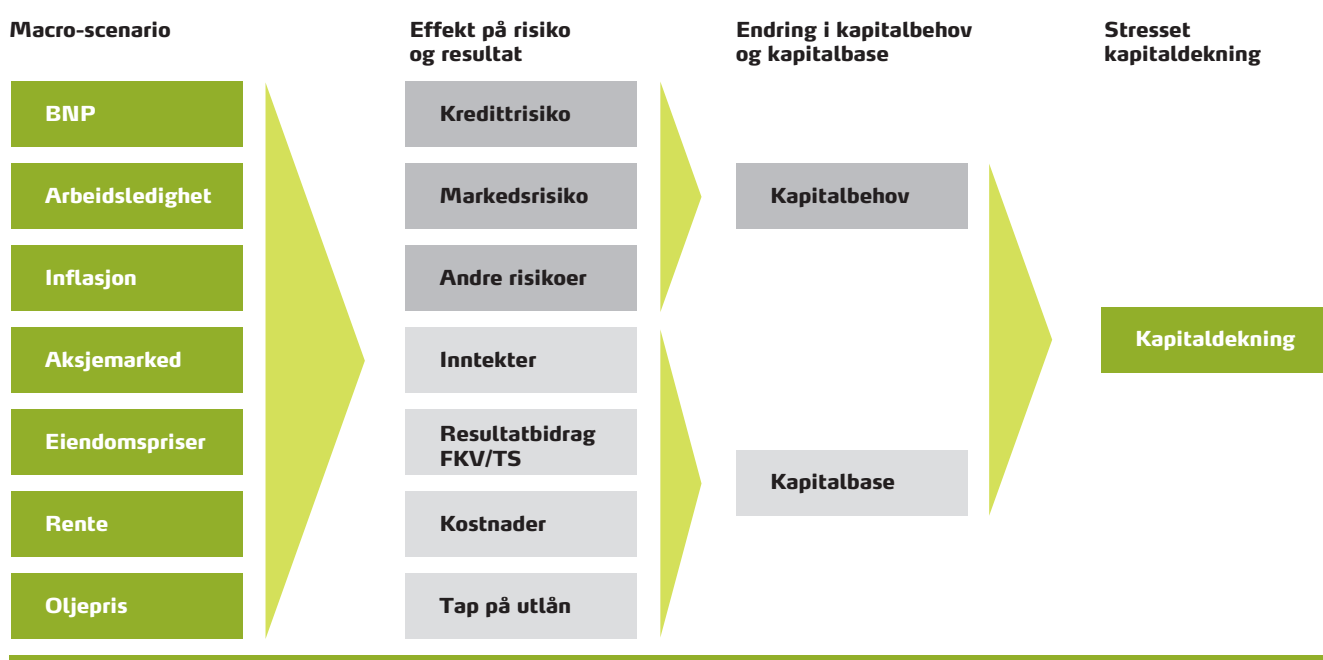 Macro-scenario
Effekt på risiko
og resultat
Endring i kapitalbehov
og kapitalbase
Stresset
kapitaldekning
BNP
Arbeidsledighet
Inflasjon
Aksjemarked
Eiendomspriser
Rente
Oljepris
Kredittrisiko
Markedsrisiko
Andre risikoer
Inntekter
Resultatbidrag
FKV/TS
Kostnader
Tap på utlån
Kapitalbehov
Kapitalbase
Kapitaldekning